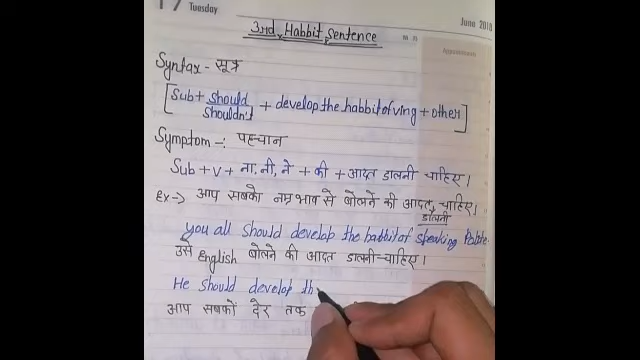 17 Tuesday
June 2018
3rd, Habbit, Sentence
Appointments
Syntax - सूत्र
[Sub + should / shouldn't + develop the habbit of ving + other]
Symptom -: पहचान
Sub + v + ना, नी, ने + की + आदत डालनी चाहिए।
Ex -> आप सबको नम्र भाव से बोलने की आदत डालनी चाहिए।
you all should develop the habbit of speaking Polite
उसे English बोलने की आदत डालनी चाहिए।
He should develop th
आप सबकों देर तक